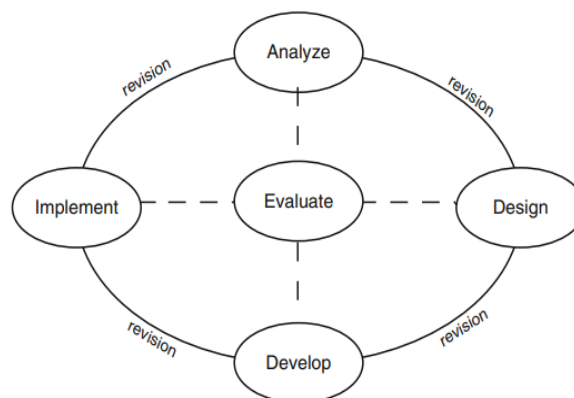 Analyze
revision
revision
Implement
Evaluate
Design
revision
revision
Develop